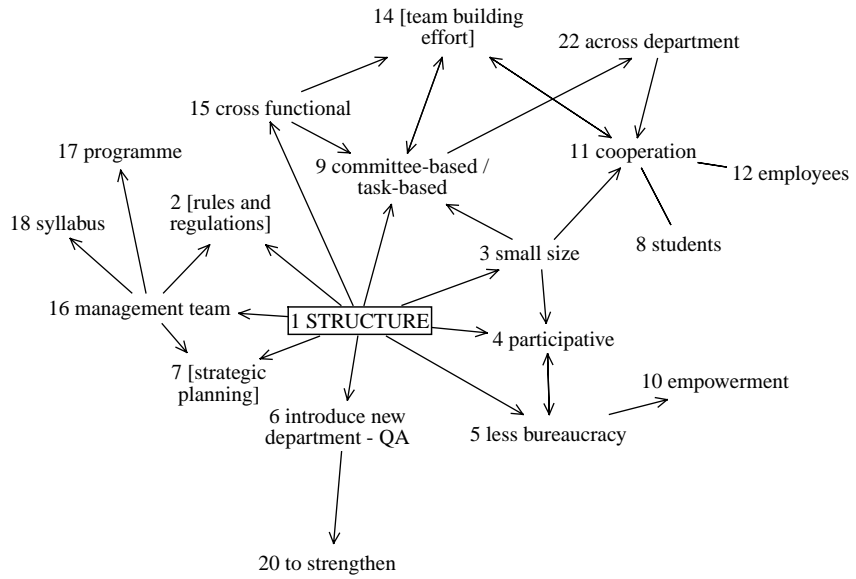 14 [team building
effort]
22 across department
15 cross functional
17 programme
9 committee-based /
task-based
11 cooperation
12 employees
2 [rules and
regulations]
18 syllabus
3 small size
8 students
16 management team
1 STRUCTURE
4 participative
7 [strategic
planning]
10 empowerment
6 introduce new
department - QA
5 less bureaucracy
20 to strengthen